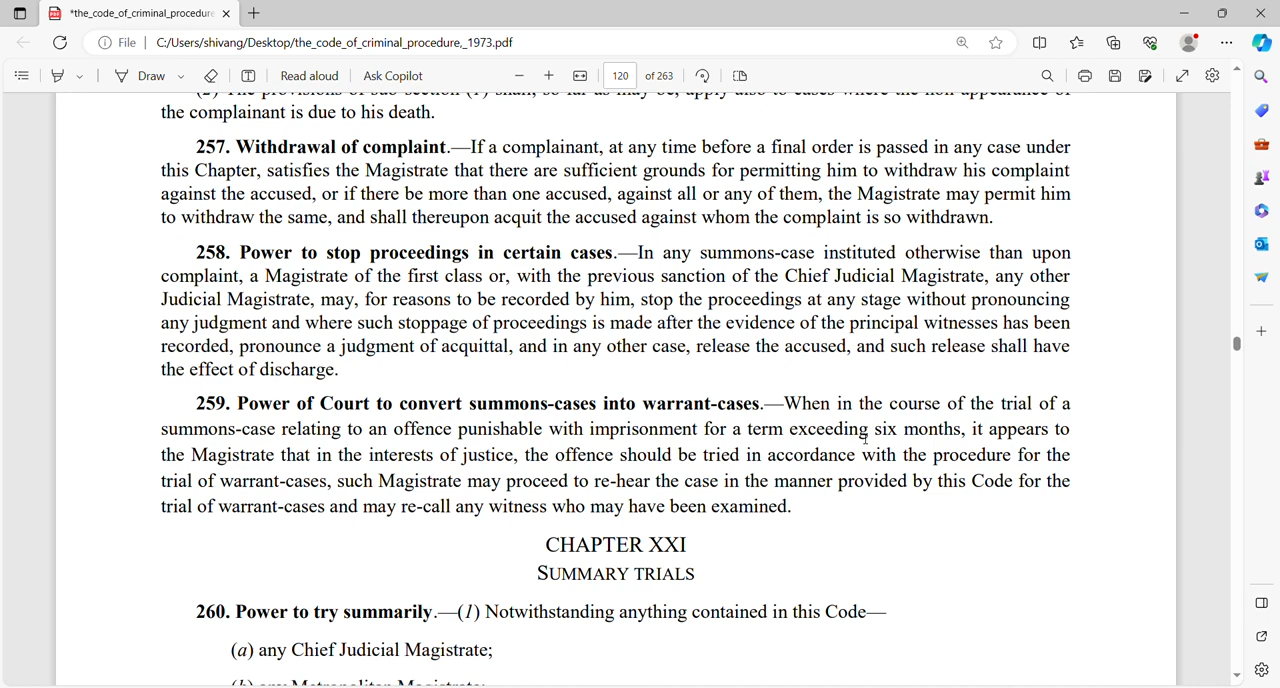 *the_code_of_criminal_procedure
File
C:/Users/shivang/Desktop/the_code_of_criminal_procedure,_1973.pdf
Draw
Read aloud
Ask Copilot
120
of 263
the complainant is due to his death.
257. Withdrawal of complaint.—If a complainant, at any time before a final order is passed in any case under
this Chapter, satisfies the Magistrate that there are sufficient grounds for permitting him to withdraw his complaint
against the accused, or if there be more than one accused, against all or any of them, the Magistrate may permit him
to withdraw the same, and shall thereupon acquit the accused against whom the complaint is so withdrawn.
258. Power to stop proceedings in certain cases.—In any summons-case instituted otherwise than upon
complaint, a Magistrate of the first class or, with the previous sanction of the Chief Judicial Magistrate, any other
Judicial Magistrate, may, for reasons to be recorded by him, stop the proceedings at any stage without pronouncing
any judgment and where such stoppage of proceedings is made after the evidence of the principal witnesses has been
recorded, pronounce a judgment of acquittal, and in any other case, release the accused, and such release shall have
the effect of discharge.
259. Power of Court to convert summons-cases into warrant-cases.—When in the course of the trial of a
summons-case relating to an offence punishable with imprisonment for a term exceeding six months, it appears to
the Magistrate that in the interests of justice, the offence should be tried in accordance with the procedure for the
trial of warrant-cases, such Magistrate may proceed to re-hear the case in the manner provided by this Code for the
trial of warrant-cases and may re-call any witness who may have been examined.
CHAPTER XXI
SUMMARY TRIALS
260. Power to try summarily.—(1) Notwithstanding anything contained in this Code—
(a) any Chief Judicial Magistrate;